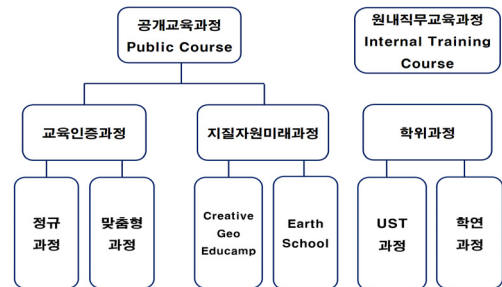 공개교육과정
Public Course
원내직무교육과정
Internal Training
Course
교육인증과정
지질자원미래과정
학위과정
정규
과정
맞춤형
과정
Creative
Geo
Educamp
Earth
School
UST
과정
학연
과정